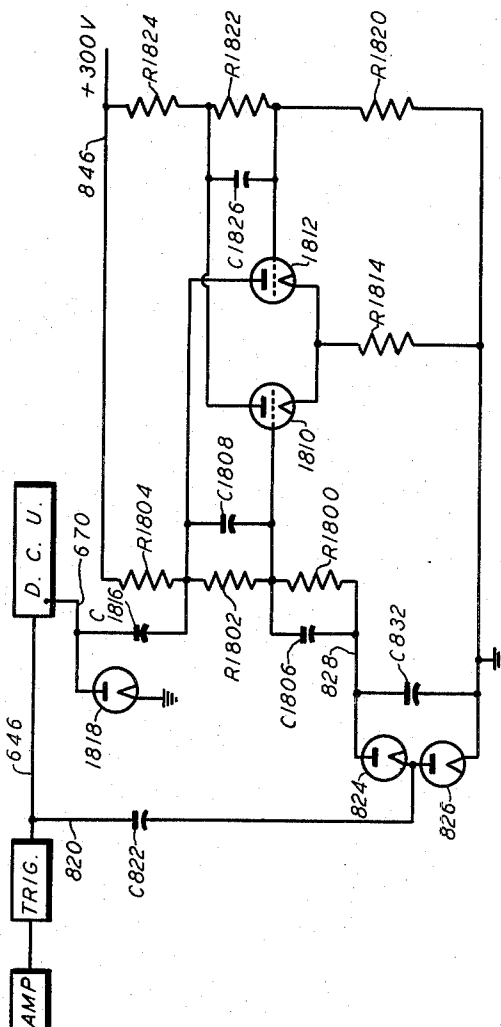 AMP
TRIG.
D. C. U.
646
670
820
C822
1818
C
1816
R1804
846
+300V
R1824
R1822
R1820
C1826
1812
1810
R1814
C1808
R1802
R1800
C1806
828
C832
824
826